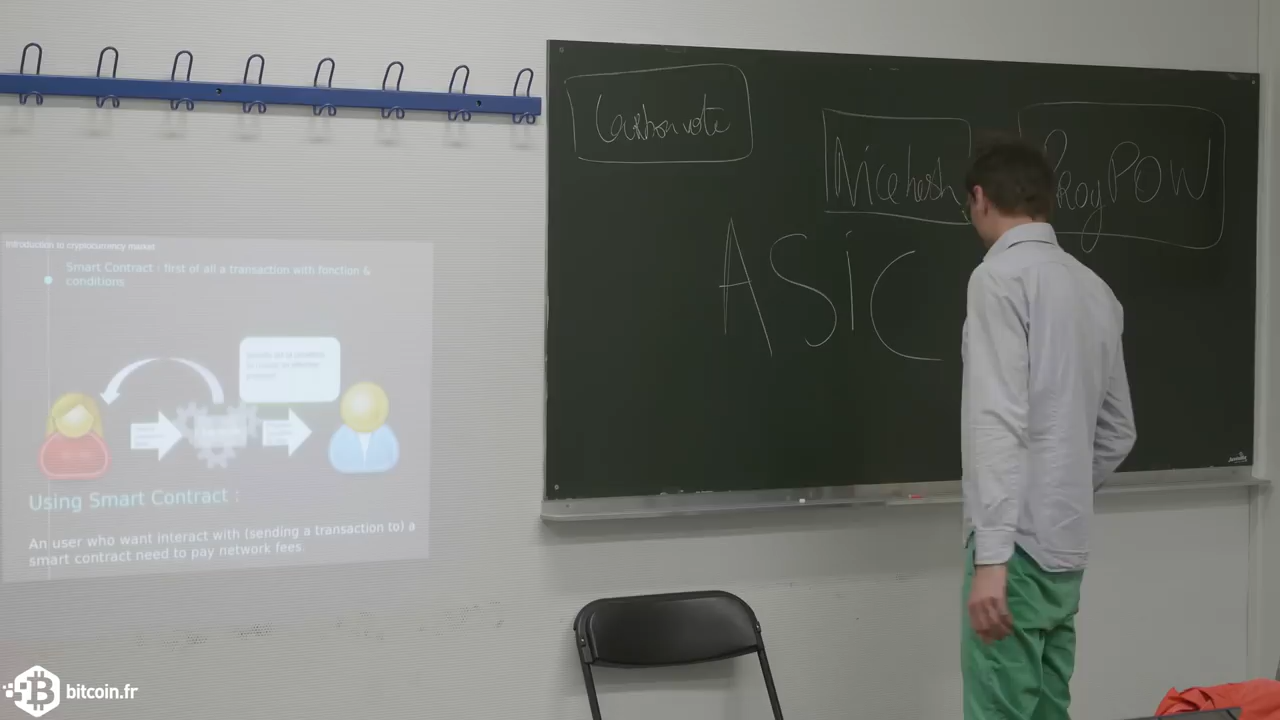 Carbonvote
Nicehash
ProgPOW
ASIC
Introduction to cryptocurrency market
Smart Contract : first of all a transaction with fonction &
conditions
Using Smart Contract :
An user who want interact with (sending a transaction to) a
smart contract need to pay network fees.
bitcoin.fr